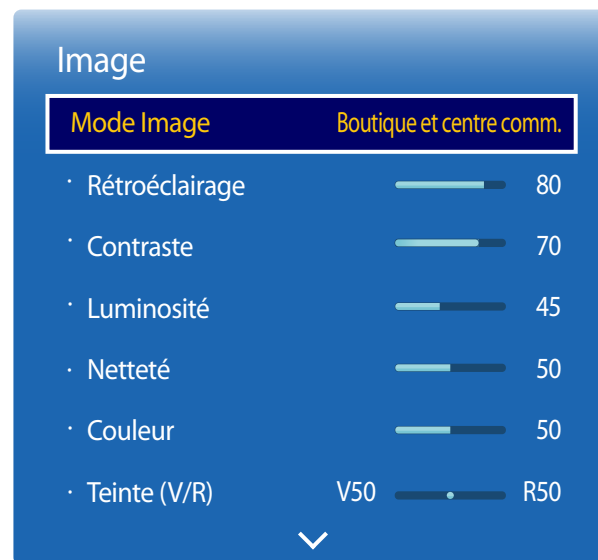 Image
Mode Image Boutique et centre comm.
· Rétroéclairage 80
· Contraste 70
· Luminosité 45
· Netteté 50
· Couleur 50
· Teinte (V/R) V50 R50